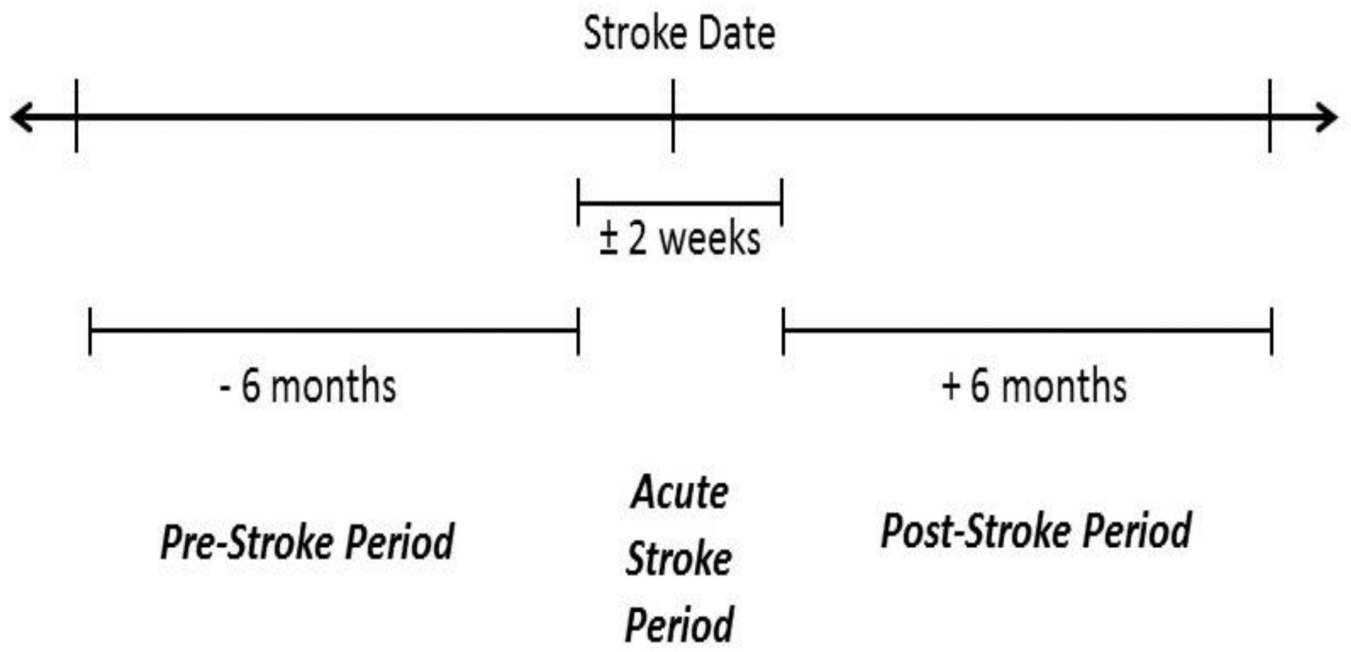 Stroke Date
± 2 weeks
- 6 months
+ 6 months
Pre-Stroke Period
Acute
Stroke
Period
Post-Stroke Period